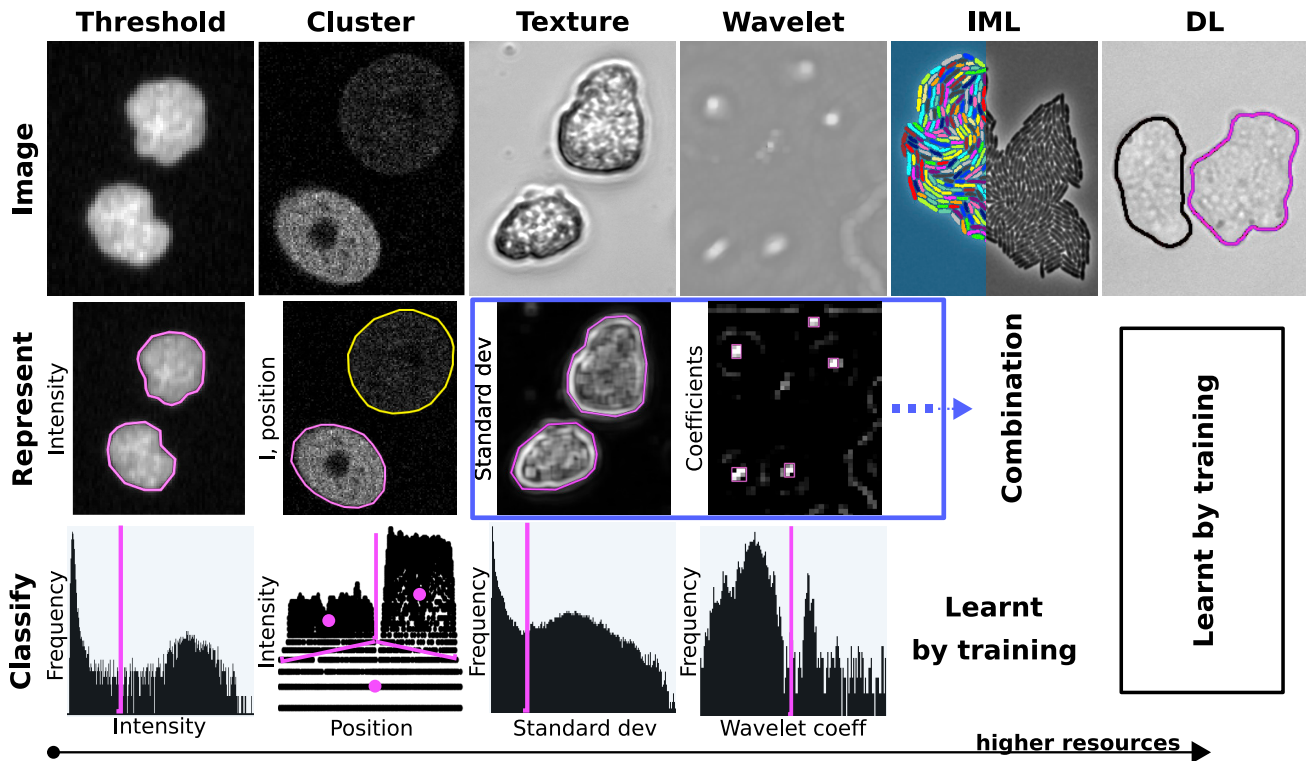 Threshold
Cluster
Texture
Wavelet
IML
DL
Image
Represent
Intensity
I, position
Standard dev
Coefficients
Combination
Learnt by training
Classify
Frequency
Intensity
Intensity
Position
Frequency
Standard dev
Frequency
Wavelet coeff
Learnt
by training
higher resources